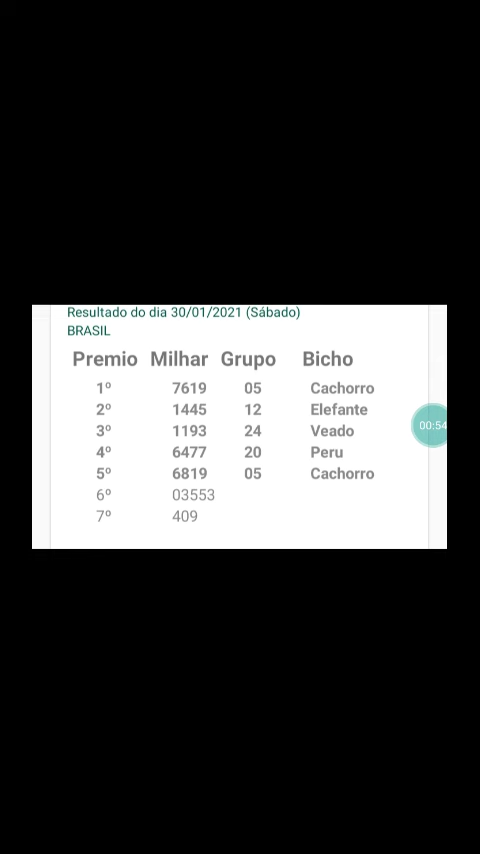 Resultado do dia 30/01/2021 (Sábado)
BRASIL
Premio Milhar Grupo Bicho
1º 7619 05 Cachorro
2º 1445 12 Elefante
3º 1193 24 Veado
4º 6477 20 Peru
5º 6819 05 Cachorro
6º 03553
7º 409
00:54